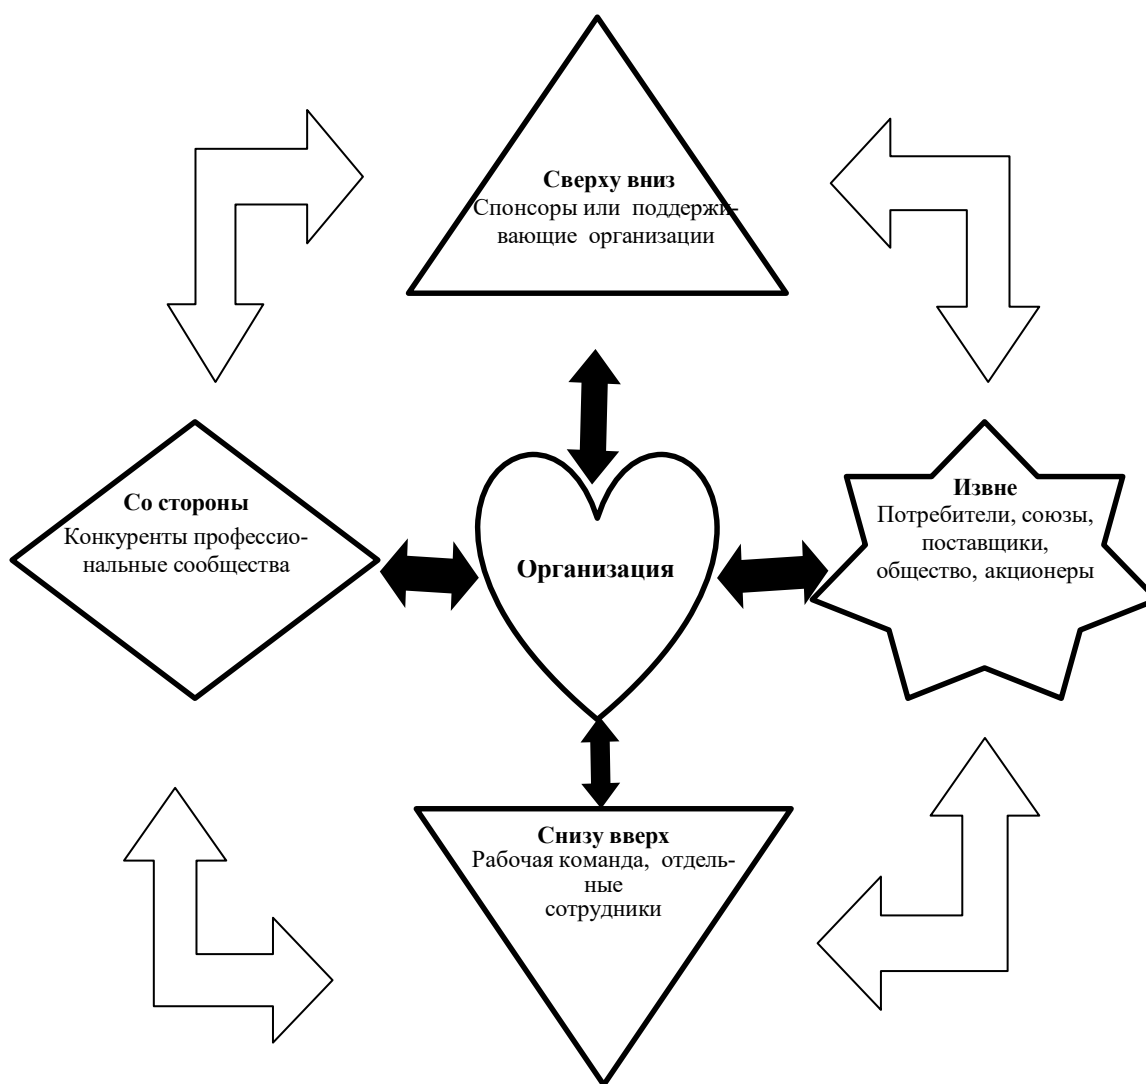 Сверху вниз
Спонсоры или поддержи-
вающие организации
Со стороны
Конкуренты профессио-
нальные сообщества
Организация
Извне
Потребители, союзы,
поставщики,
общество, акционеры
Снизу вверх
Рабочая команда, отдель-
ные
сотрудники